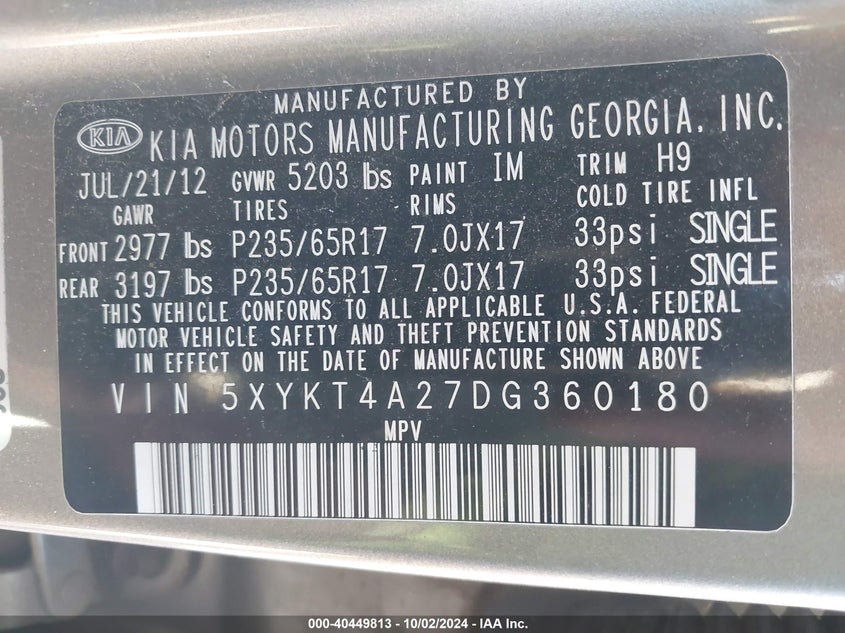 MANUFACTURED BY
KIA KIA MOTORS MANUFACTURING GEORGIA, INC.
JUL/21/12 GVWR 5203 lbs PAINT IM TRIM H9
GAWR TIRES RIMS COLD TIRE INFL
FRONT 2977 lbs P235/65R17 7.0JX17 33psi SINGLE
REAR 3197 lbs P235/65R17 7.0JX17 33psi SINGLE
THIS VEHICLE CONFORMS TO ALL APPLICABLE U.S.A. FEDERAL
MOTOR VEHICLE SAFETY AND THEFT PREVENTION STANDARDS
IN EFFECT ON THE DATE OF MANUFACTURE SHOWN ABOVE
VIN 5XYKT4A27DG360180
MPV
000-40449813 - 10/02/2024 - IAA Inc.